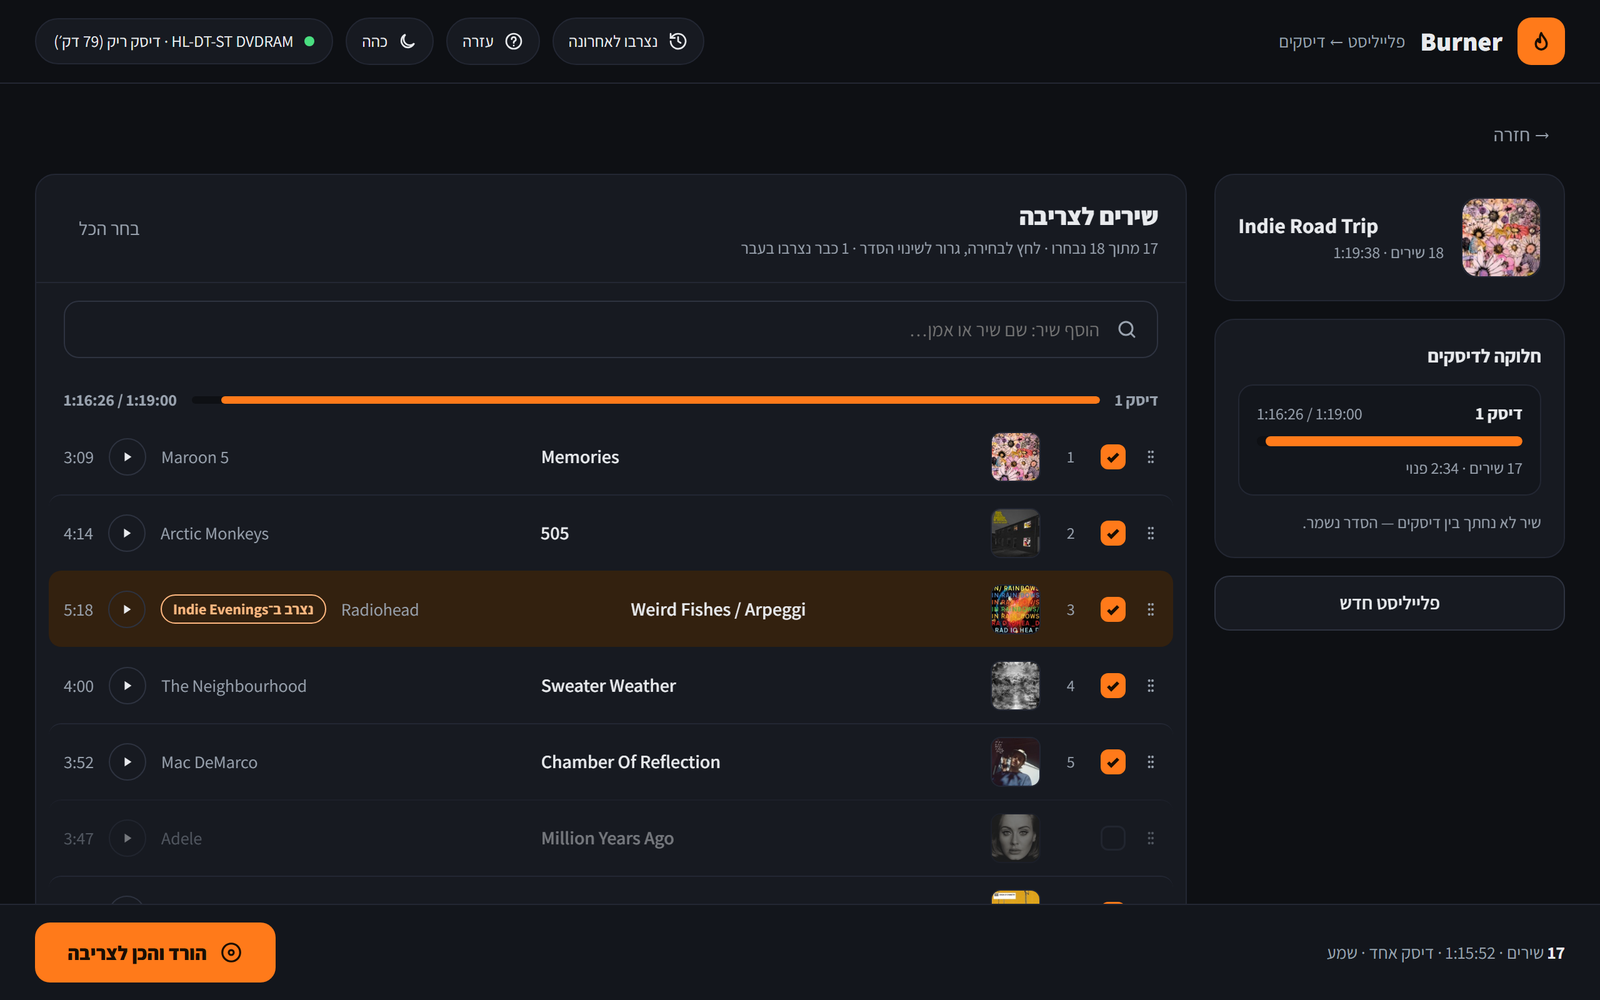 Burner
פלייליסט ← דיסקים
נצרבו לאחרונה
עזרה
כהה
HL-DT-ST DVDRAM · דיסק ריק (79 דק׳)
→ חזרה
Indie Road Trip
18 שירים · 1:19:38
חלוקה לדיסקים
דיסק 1
1:16:26 / 1:19:00
17 שירים · 2:34 פנוי
שיר לא נחתך בין דיסקים — הסדר נשמר.
פלייליסט חדש
שירים לצריבה
17 מתוך 18 נבחרו · לחץ לבחירה, גרור לשינוי הסדר · 1 כבר נצרבו בעבר
בחר הכל
הוסף שיר: שם שיר או אמן…
דיסק 1
1:16:26 / 1:19:00
1 Memories Maroon 5 3:09
2 505 Arctic Monkeys 4:14
3 Weird Fishes / Arpeggi Radiohead נצרב ב־Indie Evenings 5:18
4 Sweater Weather The Neighbourhood 4:00
5 Chamber Of Reflection Mac DeMarco 3:52
Million Years Ago Adele 3:47
17 שירים · 1:15:52 · דיסק אחד · שמע
הורד והכן לצריבה